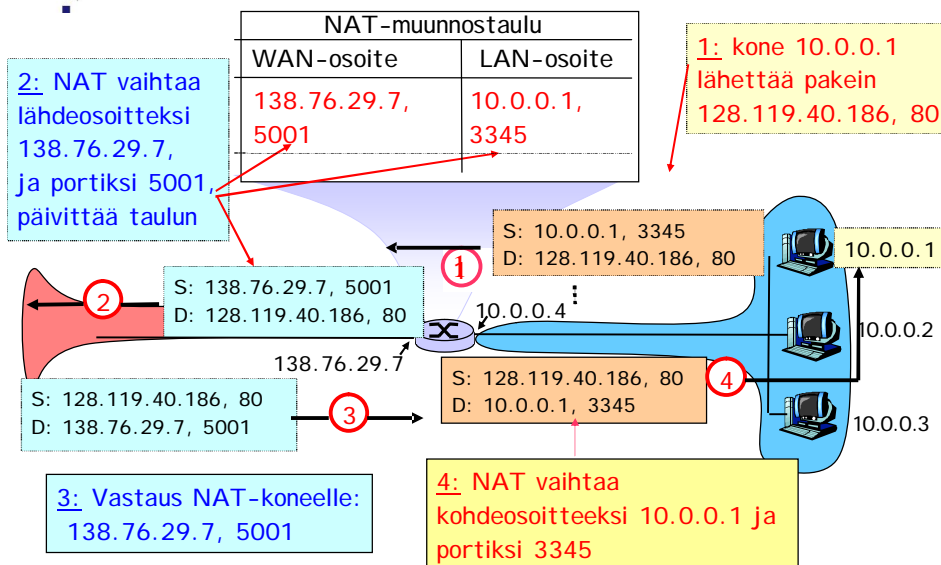 NAT-muunnostaulu
WAN-osoite LAN-osoite
138.76.29.7, 10.0.0.1,
5001 3345
1: kone 10.0.0.1
lähettää pakein
128.119.40.186, 80
2: NAT vaihtaa
lähdeosoitteksi
138.76.29.7,
ja portiksi 5001,
päivittää taulun
S: 10.0.0.1, 3345
D: 128.119.40.186, 80
1
10.0.0.1
S: 138.76.29.7, 5001
D: 128.119.40.186, 80
2
10.0.0.4
10.0.0.2
138.76.29.7
S: 128.119.40.186, 80
D: 10.0.0.1, 3345
4
S: 128.119.40.186, 80
D: 138.76.29.7, 5001
3
10.0.0.3
3: Vastaus NAT-koneelle:
138.76.29.7, 5001
4: NAT vaihtaa
kohdeosoitteeksi 10.0.0.1 ja
portiksi 3345